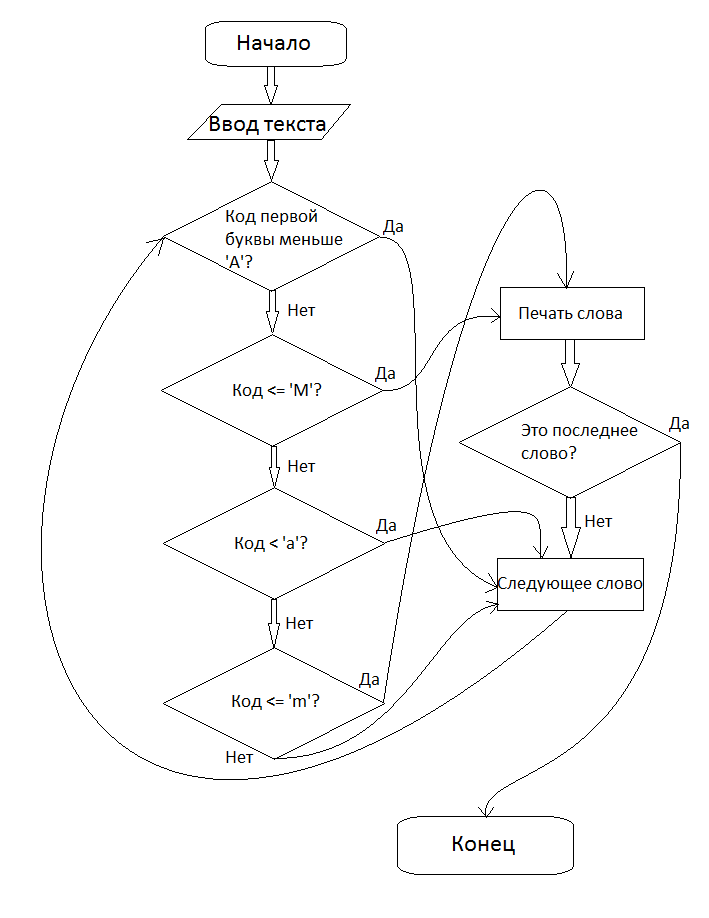 Начало
Ввод текста
Код первой
буквы меньше
'A'?
Да
Нет
Код <= 'M'?
Да
Нет
Код < 'a'?
Да
Нет
Код <= 'm'?
Да
Нет
Печать слова
Это последнее
слово?
Да
Нет
Следующее слово
Конец